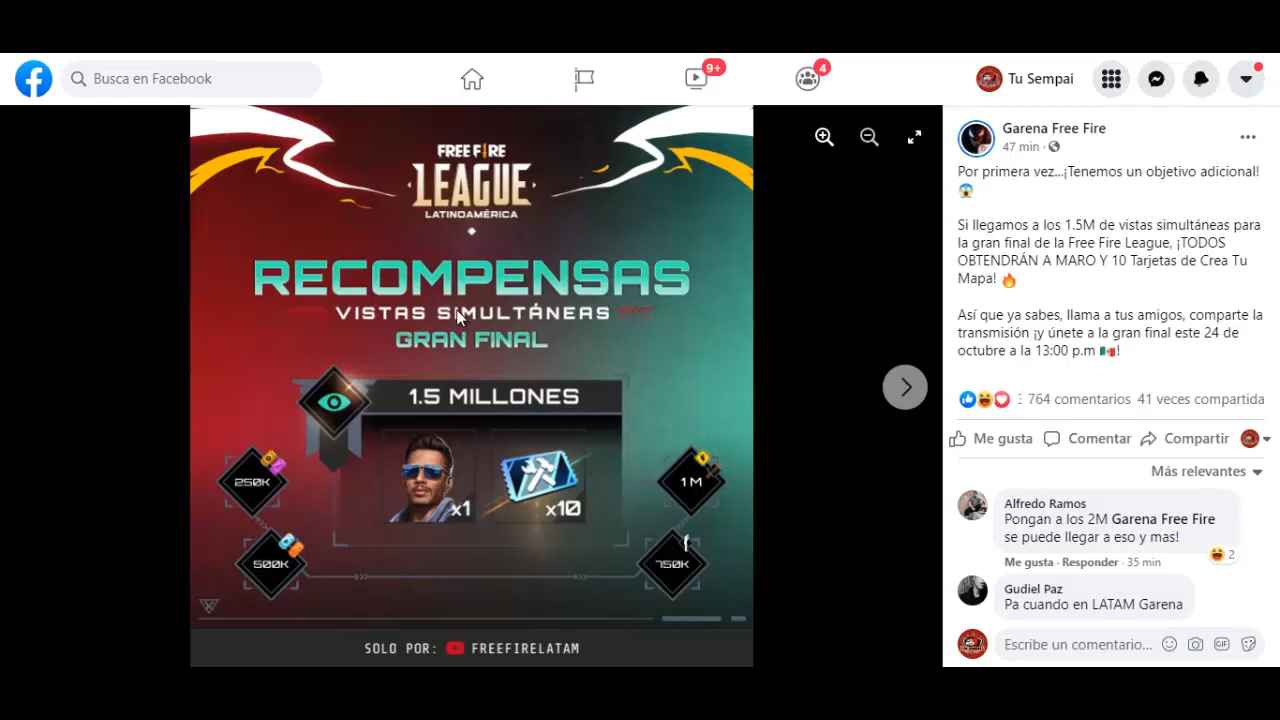 Busca en Facebook
9+
4
Tu Sempai
FREE FIRE
LEAGUE
LATINOAMÉRICA
RECOMPENSAS
VISTAS SIMULTÁNEAS
GRAN FINAL
1.5 MILLONES
x1
x10
250K
500K
1M
750K
SOLO POR: FREEFIRELATAM
Garena Free Fire
47 min ·
Por primera vez...¡Tenemos un objetivo adicional!
😱
Si llegamos a los 1.5M de vistas simultáneas para
la gran final de la Free Fire League, ¡TODOS
OBTENDRÁN A MARO Y 10 Tarjetas de Crea Tu
Mapa! 🔥
Así que ya sabes, llama a tus amigos, comparte la
transmisión ¡y únete a la gran final este 24 de
octubre a la 13:00 p.m 🇲🇽!
764 comentarios 41 veces compartida
Me gusta Comentar Compartir
Más relevantes
Alfredo Ramos
Pongan a los 2M Garena Free Fire
se puede llegar a eso y mas!
2
Me gusta · Responder · 35 min
Gudiel Paz
Pa cuando en LATAM Garena
Escribe un comentario...
GIF